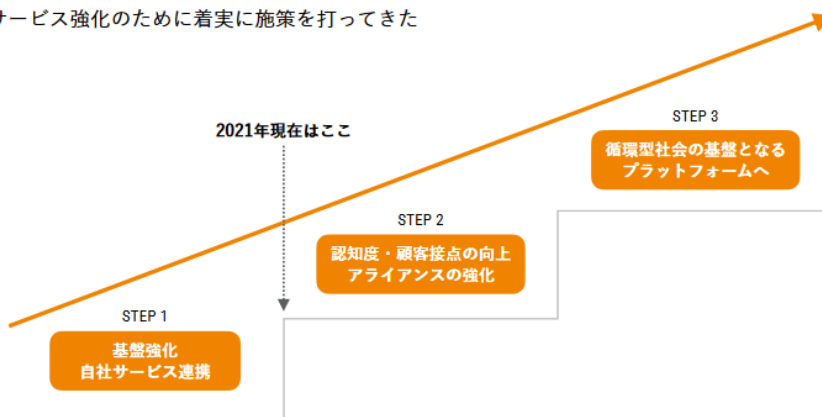 サービス強化のために着実に施策を打ってきた
2021年現在はここ
STEP 1
基盤強化
自社サービス連携
STEP 2
認知度・顧客接点の向上
アライアンスの強化
STEP 3
循環型社会の基盤となる
プラットフォームへ